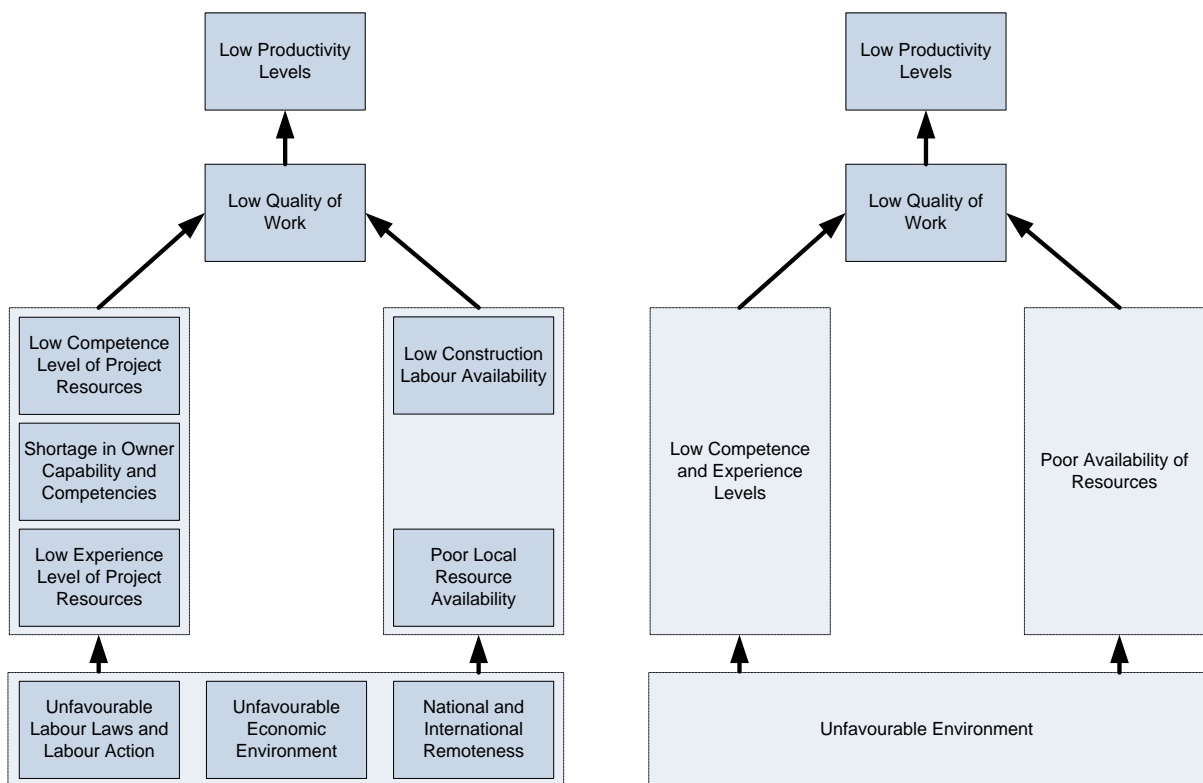 Low Productivity
Levels
Low Quality of
Work
Low Competence
Level of Project
Resources
Shortage in Owner
Capability and
Competencies
Low Experience
Level of Project
Resources
Low Construction
Labour Availability
Poor Local
Resource
Availability
Unfavourable
Labour Laws and
Labour Action
Unfavourable
Economic
Environment
National and
International
Remoteness
Low Productivity
Levels
Low Quality of
Work
Low Competence
and Experience
Levels
Poor Availability of
Resources
Unfavourable Environment